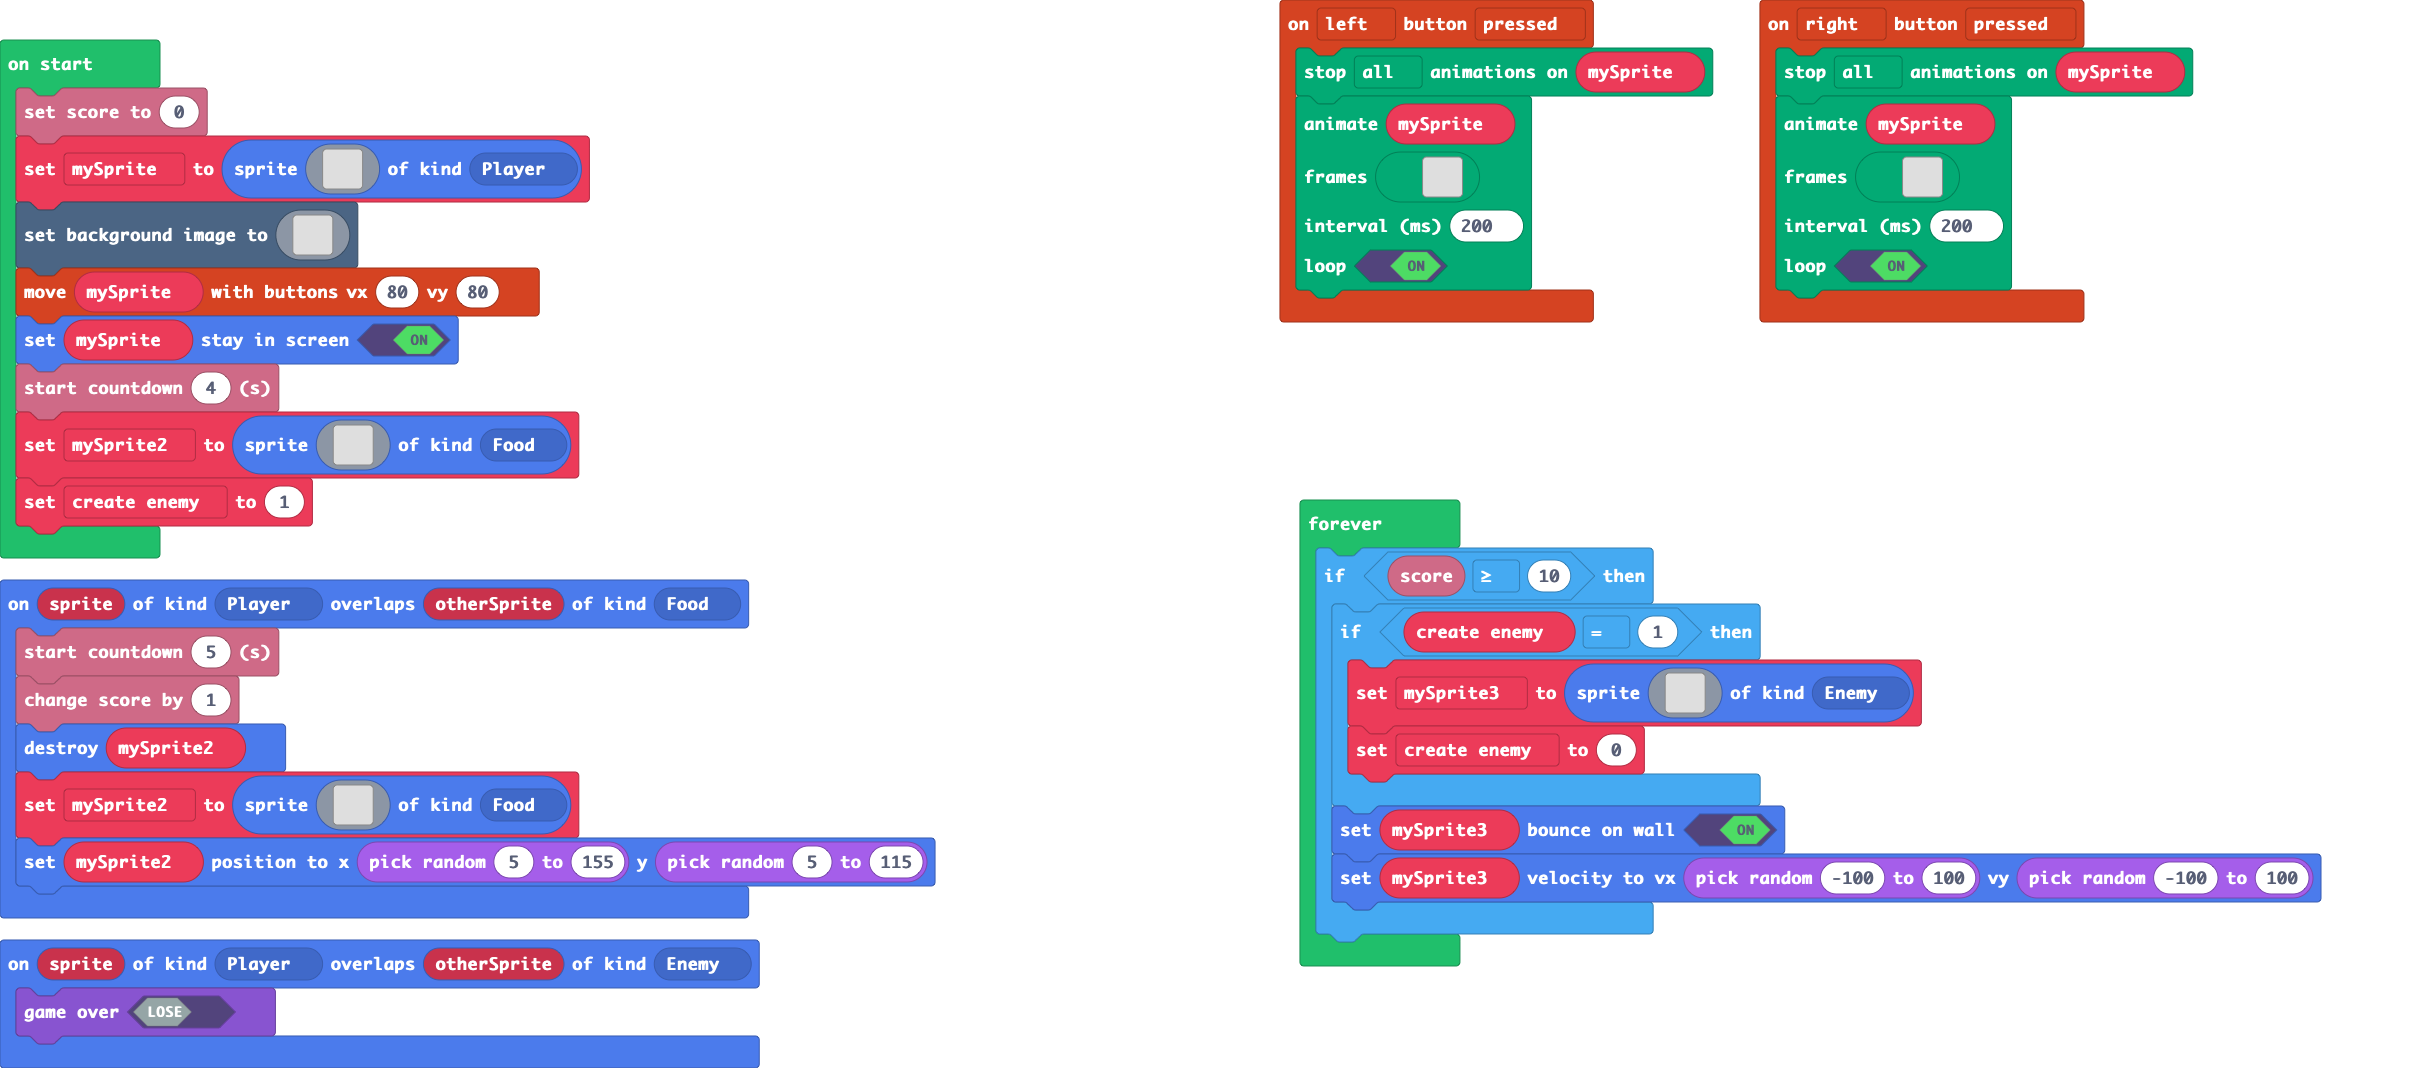 on start
set score to 0
set mySprite to sprite of kind Player
set background image to
move mySprite with buttons vx 80 vy 80
set mySprite stay in screen ON
start countdown 4 (s)
set mySprite2 to sprite of kind Food
set create enemy to 1
on sprite of kind Player overlaps otherSprite of kind Food
start countdown 5 (s)
change score by 1
destroy mySprite2
set mySprite2 to sprite of kind Food
set mySprite2 position to x pick random 5 to 155 y pick random 5 to 115
on sprite of kind Player overlaps otherSprite of kind Enemy
game over LOSE
on left button pressed
stop all animations on mySprite
animate mySprite
frames
interval (ms) 200
loop ON
on right button pressed
stop all animations on mySprite
animate mySprite
frames
interval (ms) 200
loop ON
forever
if score ≥ 10 then
if create enemy = 1 then
set mySprite3 to sprite of kind Enemy
set create enemy to 0
set mySprite3 bounce on wall ON
set mySprite3 velocity to vx pick random -100 to 100 vy pick random -100 to 100